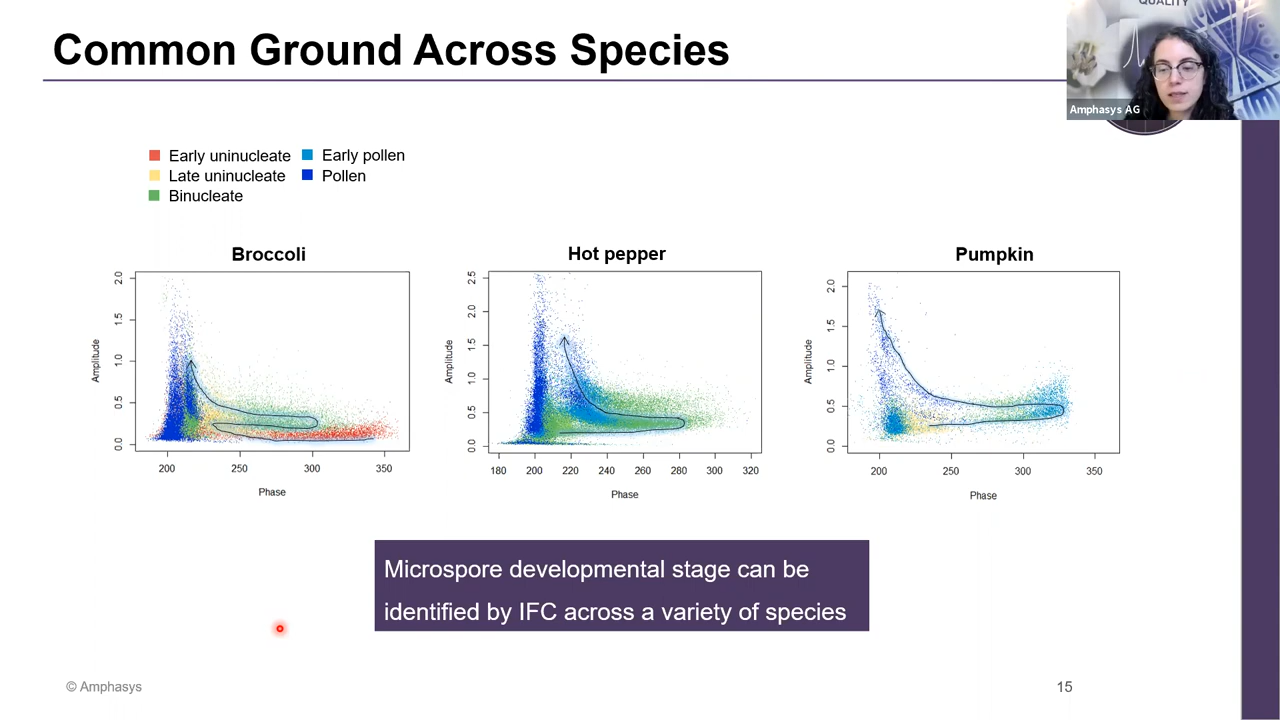 Common Ground Across Species
QUALITY
Amphasys AG
Early uninucleate
Early pollen
Late uninucleate
Pollen
Binucleate
Broccoli
Amplitude
2.0
1.5
1.0
0.5
0.0
200 250 300 350
Phase
Hot pepper
Amplitude
2.5
2.0
1.5
1.0
0.5
0.0
180 200 220 240 260 280 300 320
Phase
Pumpkin
Amplitude
2.0
1.5
1.0
0.5
0.0
200 250 300 350
Phase
Microspore developmental stage can be
identified by IFC across a variety of species
© Amphasys
15